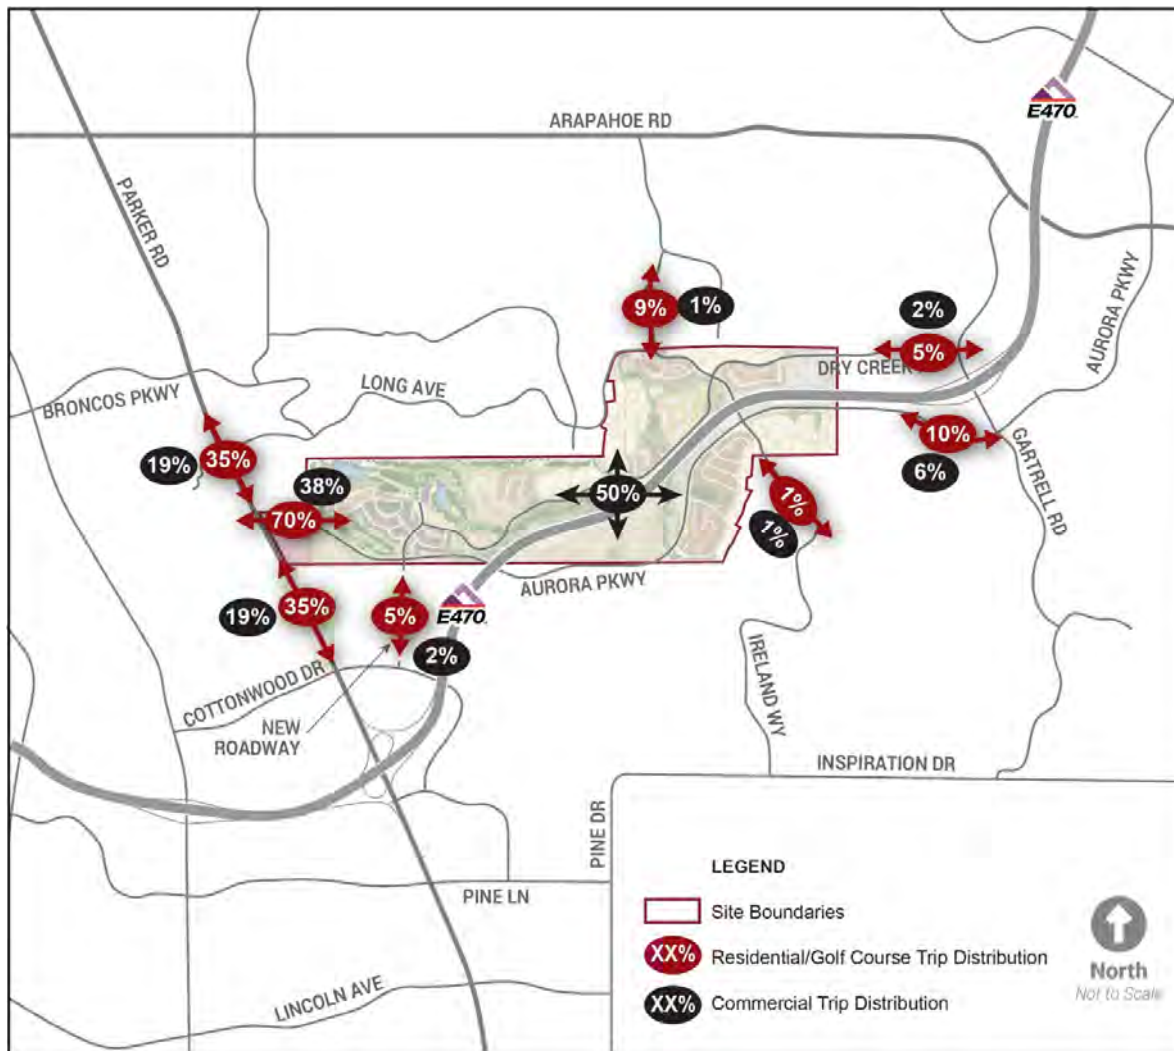 E470
ARAPAHOE RD
PARKER RD
AURORA PKWY
9%
1%
2%
5%
DRY CREEK
LONG AVE
BRONCOS PKWY
10%
6%
GARTRELL RD
19%
35%
38%
70%
50%
1%
1%
AURORA PKWY
E470
19%
35%
5%
2%
IRELAND WY
COTTONWOOD DR
NEW
ROADWAY
INSPIRATION DR
PINE DR
PINE LN
LINCOLN AVE
LEGEND
Site Boundaries
XX% Residential/Golf Course Trip Distribution
XX% Commercial Trip Distribution
North
Not to Scale